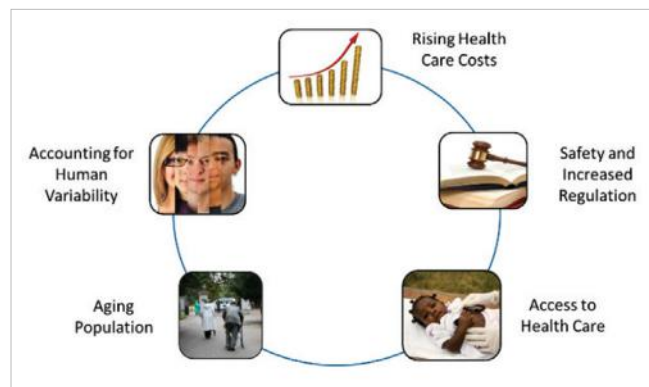 Rising Health
Care Costs
Accounting for
Human
Variability
Safety and
Increased
Regulation
Aging
Population
Access to
Health Care